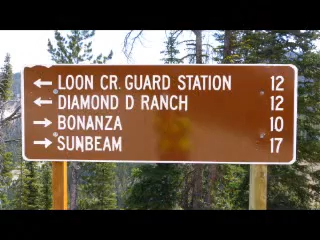 ← LOON CR. GUARD STATION 12
← DIAMOND D RANCH 12
→ BONANZA 10
→ SUNBEAM 17